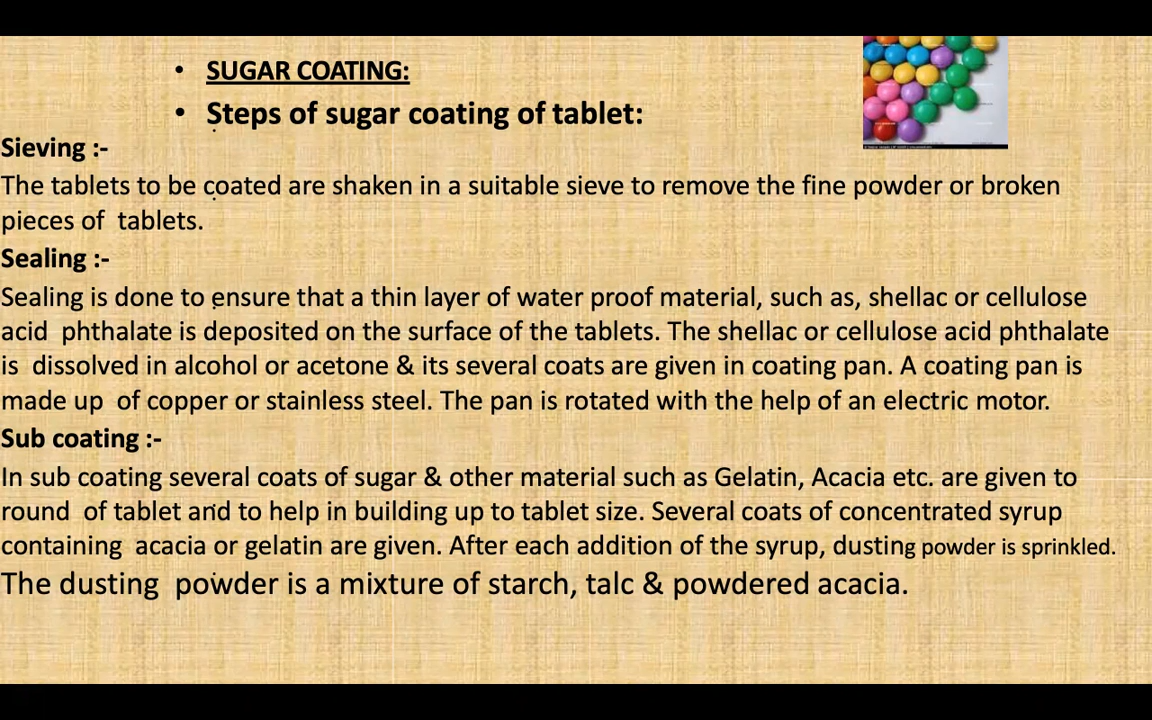 • SUGAR COATING:
• Steps of sugar coating of tablet:
Sieving :-
The tablets to be coated are shaken in a suitable sieve to remove the fine powder or broken
pieces of tablets.
Sealing :-
Sealing is done to ensure that a thin layer of water proof material, such as, shellac or cellulose
acid phthalate is deposited on the surface of the tablets. The shellac or cellulose acid phthalate
is dissolved in alcohol or acetone & its several coats are given in coating pan. A coating pan is
made up of copper or stainless steel. The pan is rotated with the help of an electric motor.
Sub coating :-
In sub coating several coats of sugar & other material such as Gelatin, Acacia etc. are given to
round of tablet and to help in building up to tablet size. Several coats of concentrated syrup
containing acacia or gelatin are given. After each addition of the syrup, dusting powder is sprinkled.
The dusting powder is a mixture of starch, talc & powdered acacia.